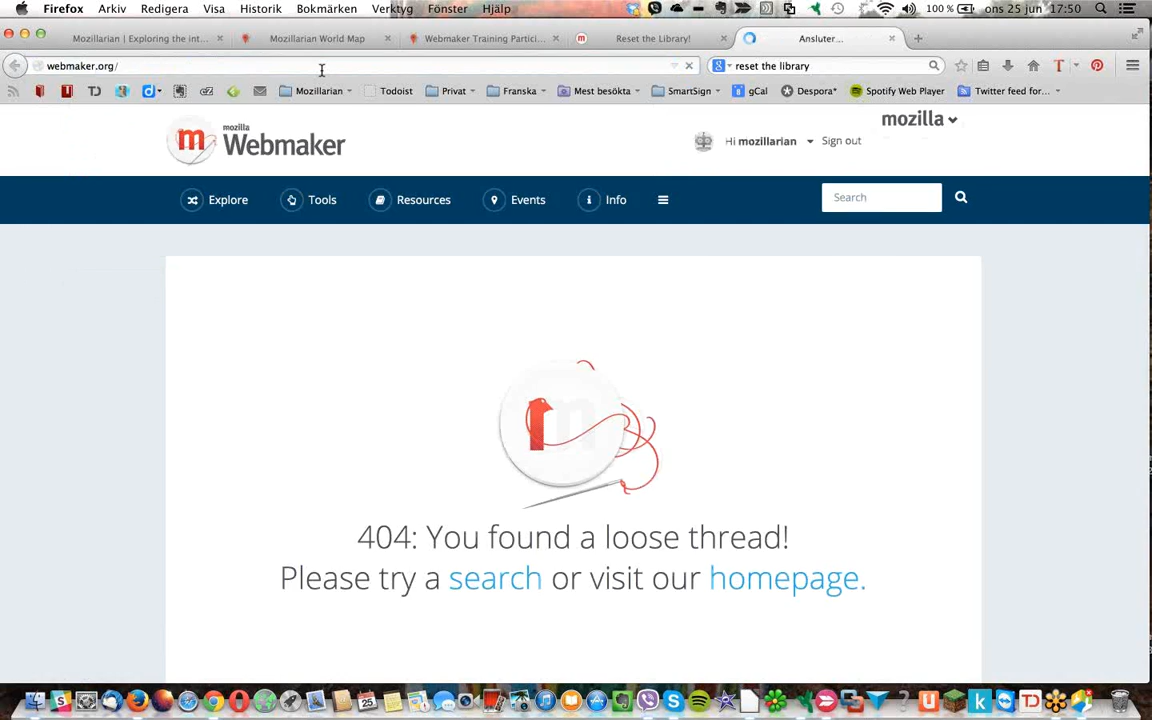 Firefox Arkiv Redigera Visa Historik Bokmärken Verktyg Fönster Hjälp 100 % ons 25 jun 17:50
Mozillarian | Exploring the int... Mozillarian World Map Webmaker Training Partici... Reset the Library! Ansluter...
webmaker.org/ reset the library
Mozillarian Todoist Privat Franska Mest besökta SmartSign gCal Despora* Spotify Web Player Twitter feed for...
mozilla
mozilla
Webmaker
Hi mozillarian Sign out
Explore Tools Resources Events Info Search
404: You found a loose thread!
Please try a search or visit our homepage.